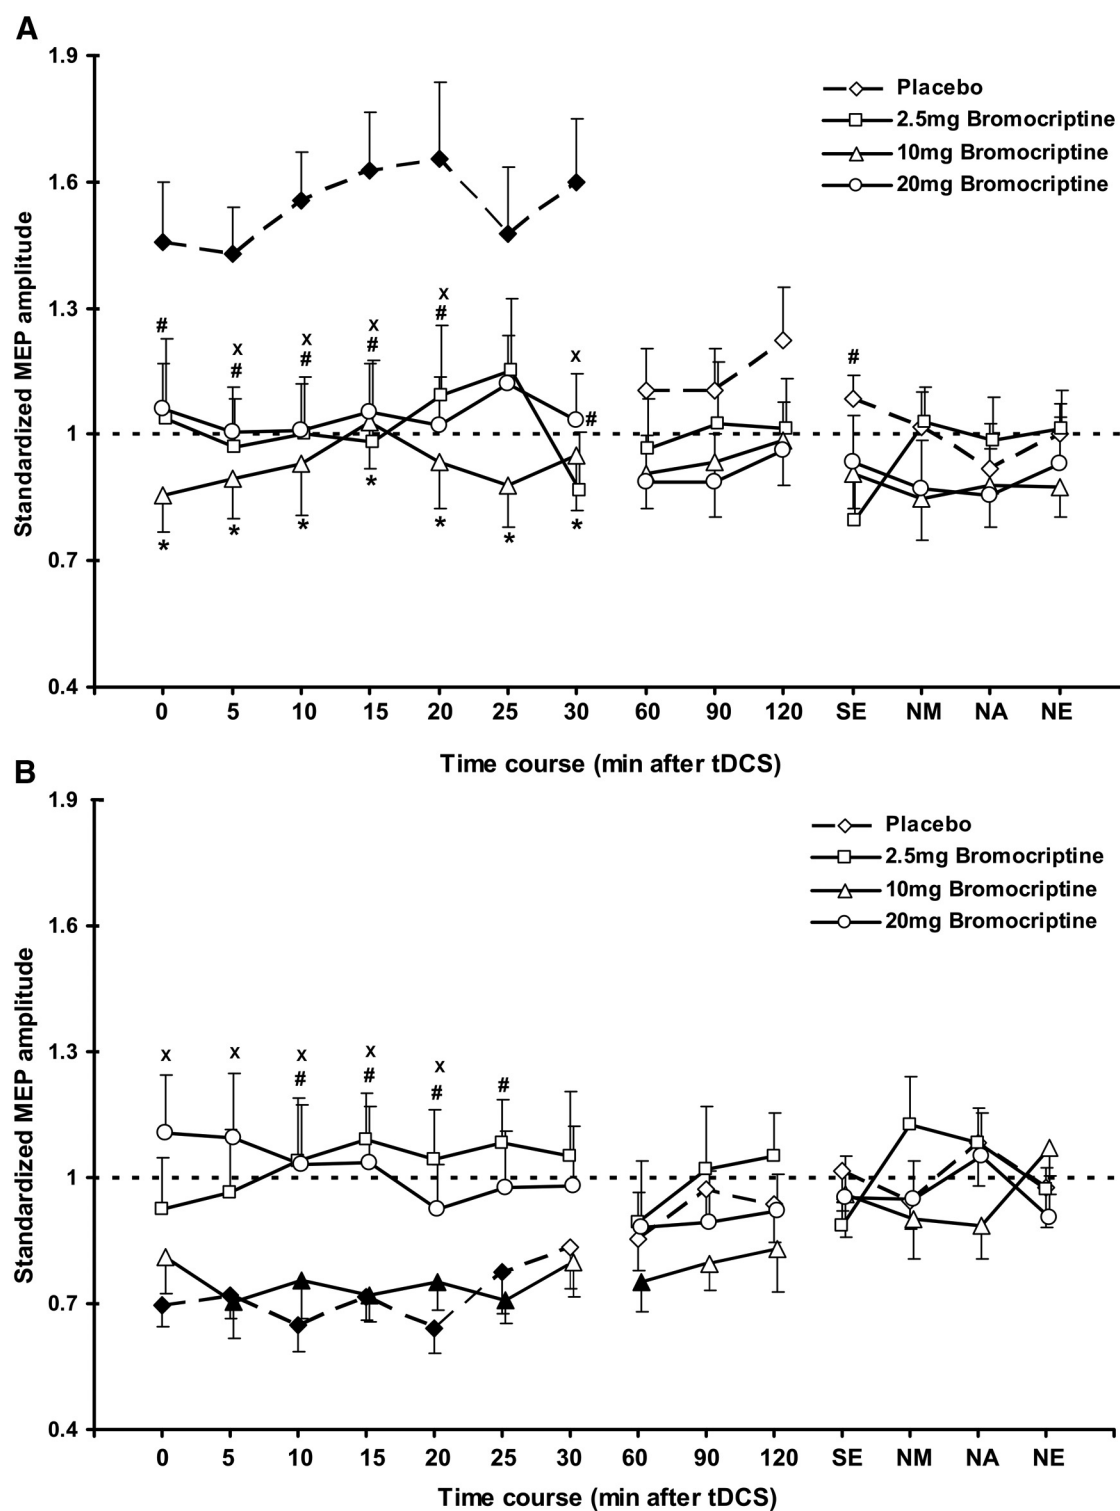 A
1.9
Placebo
2.5mg Bromocriptine
10mg Bromocriptine
20mg Bromocriptine
1.6
1.3
1
0.7
0.4
Standardized MEP amplitude
# x # x # x # x # x # #
* * * * * * *
0 5 10 15 20 25 30 60 90 120 SE NM NA NE
Time course (min after tDCS)
B
1.9
Placebo
2.5mg Bromocriptine
10mg Bromocriptine
20mg Bromocriptine
1.6
1.3
1
0.7
0.4
Standardized MEP amplitude
x x x # x # x # #
0 5 10 15 20 25 30 60 90 120 SE NM NA NE
Time course (min after tDCS)